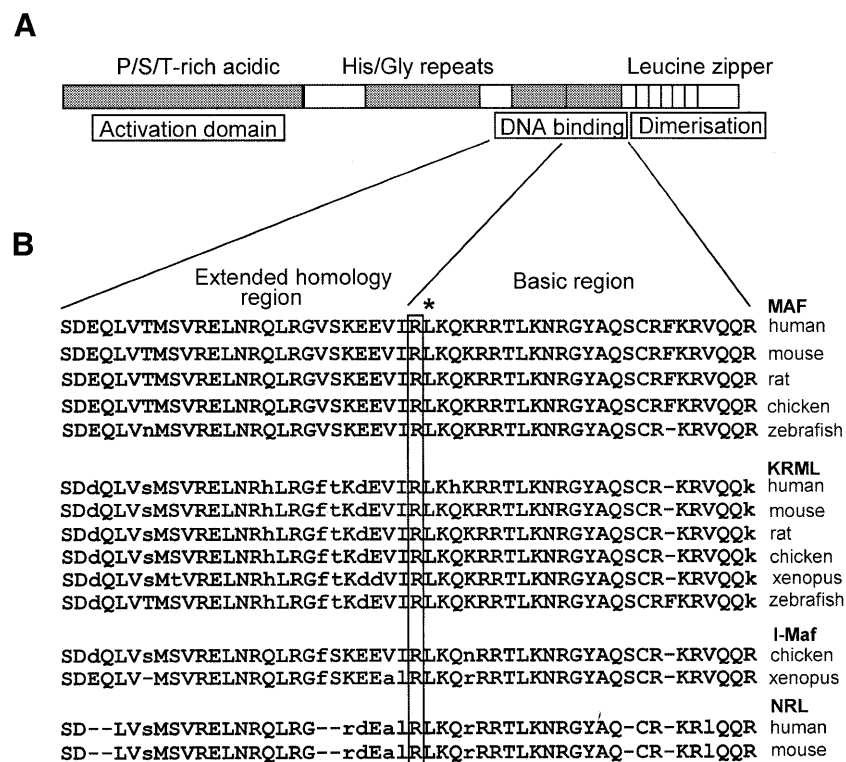 A
P/S/T-rich acidic His/Gly repeats Leucine zipper
Activation domain DNA binding Dimerisation
B
Extended homology region Basic region
*
MAF
SDEQLVTMSVRELNRQLRGVSKEEVIRLKQKRRTLKNRGYAQSCRFKRVQQR human
SDEQLVTMSVRELNRQLRGVSKEEVIRLKQKRRTLKNRGYAQSCRFKRVQQR mouse
SDEQLVTMSVRELNRQLRGVSKEEVIRLKQKRRTLKNRGYAQSCRFKRVQQR rat
SDEQLVTMSVRELNRQLRGVSKEEVIRLKQKRRTLKNRGYAQSCRFKRVQQR chicken
SDEQLVnMSVRELNRQLRGVSKEEVIRLKQKRRTLKNRGYAQSCR-KRVQQR zebrafish
KRML
SDdQLVsMSVRELNRhLRGftKdEVIRLKhKRRTLKNRGYAQSCR-KRVQQk human
SDdQLVsMSVRELNRhLRGftKdEVIRLKQKRRTLKNRGYAQSCR-KRVQQk mouse
SDdQLVsMSVRELNRhLRGftKdEVIRLKQKRRTLKNRGYAQSCR-KRVQQk rat
SDdQLVsMSVRELNRhLRGftKdEVIRLKQKRRTLKNRGYAQSCR-KRVQQk chicken
SDdQLVsMtVRELNRhLRGftKddVIRLKQKRRTLKNRGYAQSCR-KRVQQk xenopus
SDdQLVTMSVRELNRhLRGftKdEVIRLKQKRRTLKNRGYAQSCRFKRVQQk zebrafish
l-Maf
SDdQLVsMSVRELNRQLRGfSKEEVIRLKQnRRTLKNRGYAQSCR-KRVQQR chicken
SDEQLV-MSVRELNRQLRGfSKEEalRLKQrRRTLKNRGYAQSCR-KRVQQR xenopus
NRL
SD--LVsMSVRELNRQLRG--rdEalRLKQrRRTLKNRGYAQ-CR-KRlQQR human
SD--LVsMSVRELNRQLRG--rdEalRLKQrRRTLKNRGYAQ-CR-KRlQQR mouse